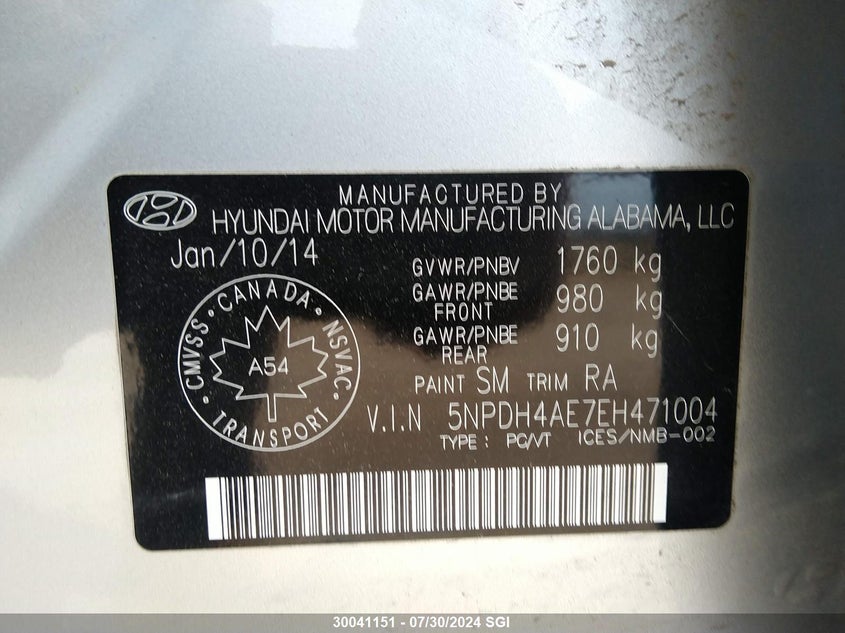 MANUFACTURED BY
HYUNDAI MOTOR MANUFACTURING ALABAMA, LLC
Jan/10/14
GVWR/PNBV 1760 kg
GAWR/PNBE FRONT 980 kg
GAWR/PNBE REAR 910 kg
PAINT SM TRIM RA
CANADA
CMVSS NSVAC
A54
TRANSPORT
V.I.N 5NPDH4AE7EH471004
TYPE : PC/VT ICES/NMB-002
30041151 - 07/30/2024 SGI